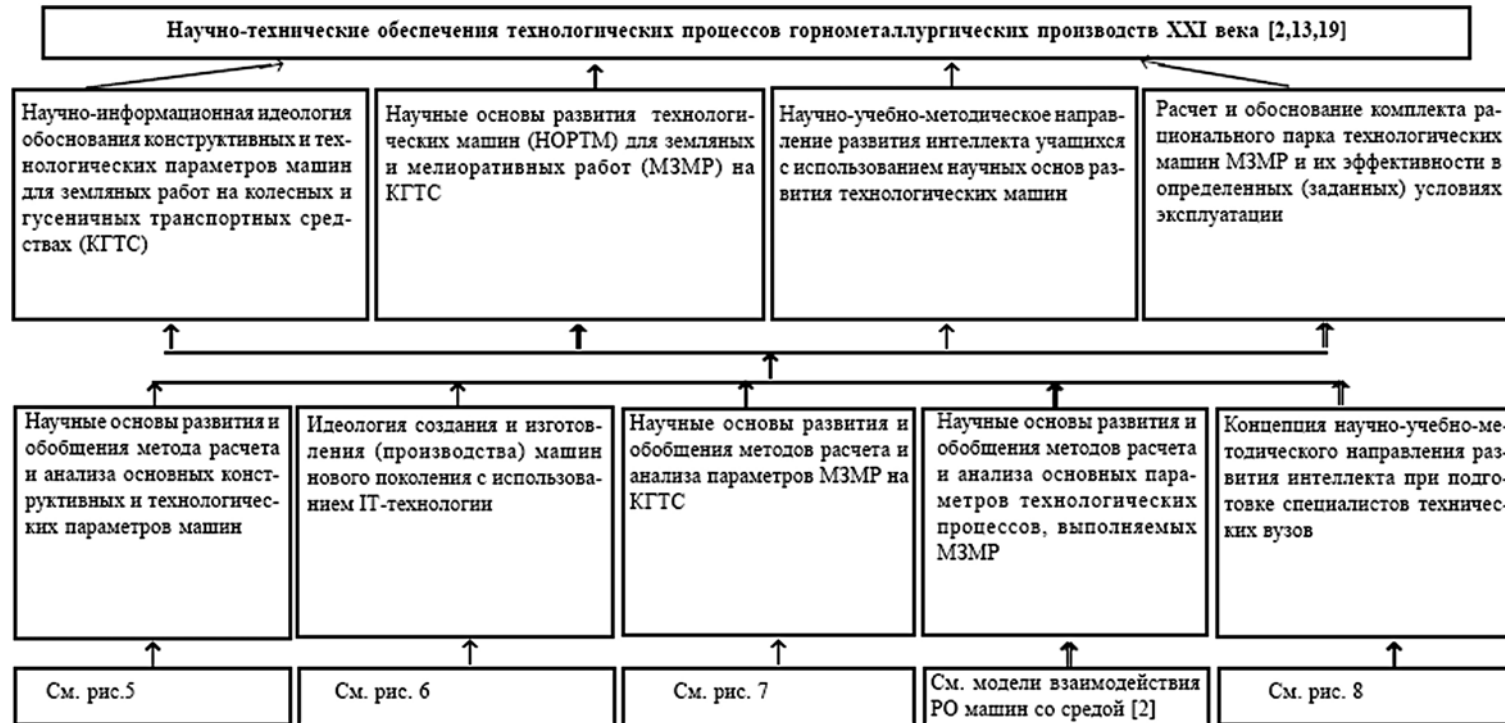 Научно-технические обеспечения технологических процессов горнометаллургических производств XXI века [2,13,19]
Научно-информационная идеология
обоснования конструктивных и тех-
нологических параметров машин
для земляных работ на колесных и
гусеничных транспортных сред-
ствах (КГТС)
Научные основы развития технологи-
ческих машин (НОРТМ) для земляных
и мелиоративных работ (МЗМР) на
КГТС
Научно-учебно-методическое направ-
ление развития интеллекта учащихся
с использованием научных основ раз-
вития технологических машин
Расчет и обоснование комплекта ра-
ционального парка технологических
машин МЗМР и их эффективности в
определенных (заданных) условиях
эксплуатации
Научные основы развития и
обобщения метода расчета
и анализа основных конст-
руктивных и технологичес-
ких параметров машин
Идеология создания и изготов-
ления (производства) машин
нового поколения с использова-
нием IT-технологии
Научные основы развития и
обобщения методов расчета и
анализа параметров МЗМР на
КГТС
Научные основы развития и
обобщения методов расчета
и анализа основных пара-
метров технологических
процессов, выполняемых
МЗМР
Концепция научно-учебно-ме-
тодического направления раз-
вития интеллекта при подго-
товке специалистов техничес-
ких вузов
См. рис.5
См. рис. 6
См. рис. 7
См. модели взаимодействия
РО машин со средой [2]
См. рис. 8